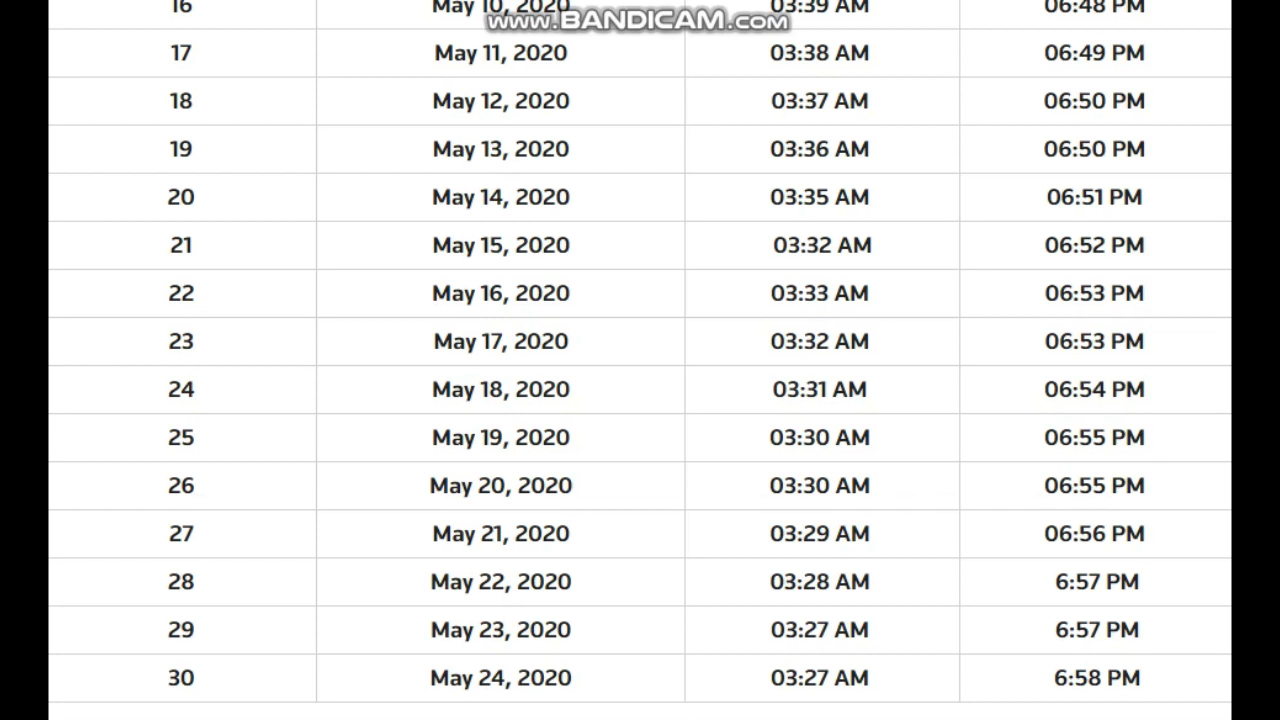 16 May 10, 2020 03:39 AM 06:48 PM
www.BANDICAM.com
17 May 11, 2020 03:38 AM 06:49 PM
18 May 12, 2020 03:37 AM 06:50 PM
19 May 13, 2020 03:36 AM 06:50 PM
20 May 14, 2020 03:35 AM 06:51 PM
21 May 15, 2020 03:32 AM 06:52 PM
22 May 16, 2020 03:33 AM 06:53 PM
23 May 17, 2020 03:32 AM 06:53 PM
24 May 18, 2020 03:31 AM 06:54 PM
25 May 19, 2020 03:30 AM 06:55 PM
26 May 20, 2020 03:30 AM 06:55 PM
27 May 21, 2020 03:29 AM 06:56 PM
28 May 22, 2020 03:28 AM 6:57 PM
29 May 23, 2020 03:27 AM 6:57 PM
30 May 24, 2020 03:27 AM 6:58 PM